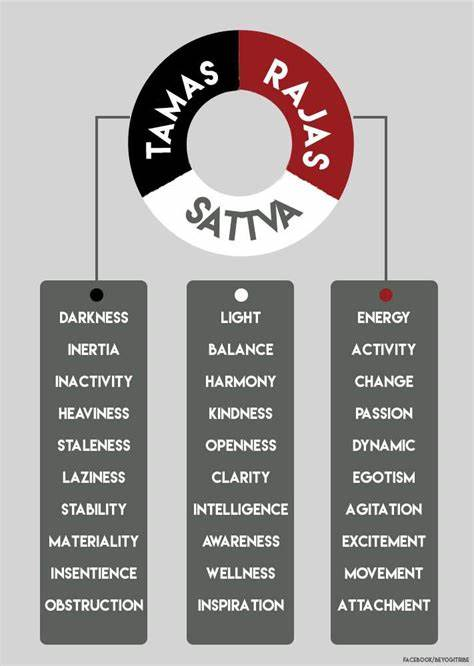 TAMAS
RAJAS
SATTVA
DARKNESS
INERTIA
INACTIVITY
HEAVINESS
STALENESS
LAZINESS
STABILITY
MATERIALITY
INSENTIENCE
OBSTRUCTION
LIGHT
BALANCE
HARMONY
KINDNESS
OPENNESS
CLARITY
INTELLIGENCE
AWARENESS
WELLNESS
INSPIRATION
ENERGY
ACTIVITY
CHANGE
PASSION
DYNAMIC
EGOTISM
AGITATION
EXCITEMENT
MOVEMENT
ATTACHMENT
FACEBOOK/BEYOGITRIBE